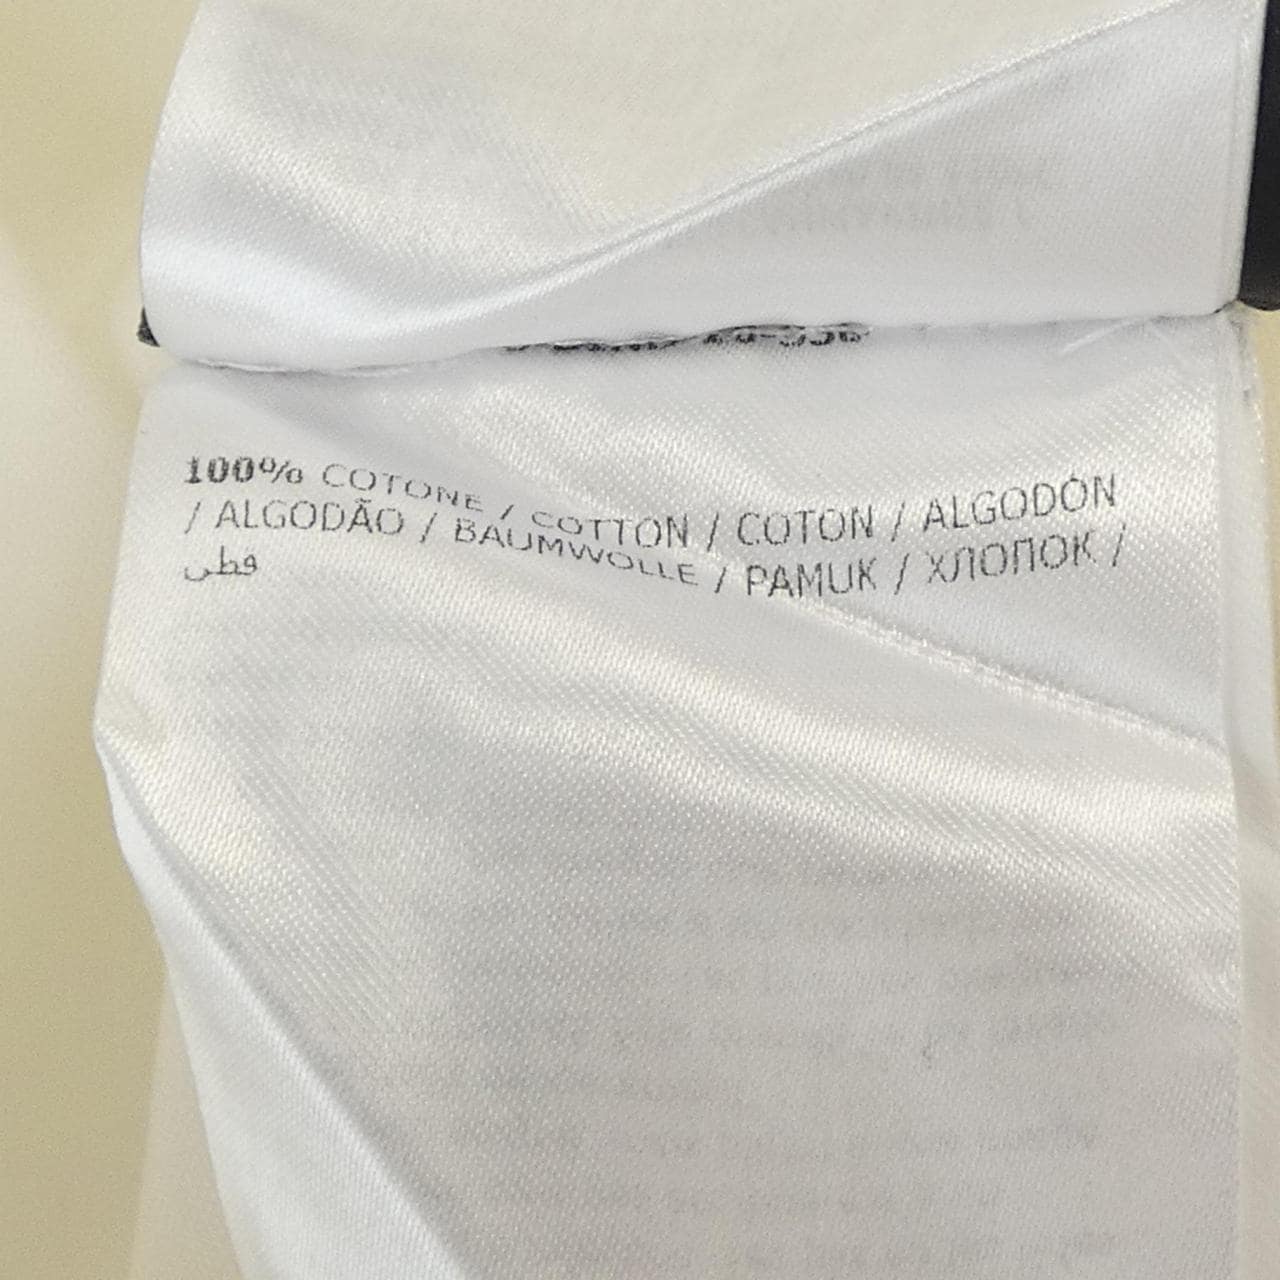 100% COTONE / COTTON / COTON / ALGODÓN
/ ALGODÃO / BAUMWOLLE / PAMUK / ХЛОПОК /
قطن